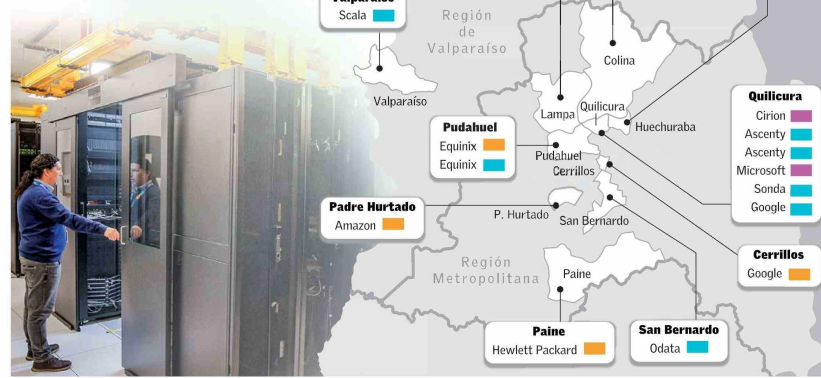 Valparaíso
Scala
Región
de
Valparaíso
Valparaíso
Colina
Lampa
Quilicura
Huechuraba
Pudahuel
Equinix
Equinix
Pudahuel
Cerrillos
Padre Hurtado
Amazon
P. Hurtado
San Bernardo
Región
Metropolitana
Paine
Quilicura
Cirion
Ascenty
Ascenty
Microsoft
Sonda
Google
Cerrillos
Google
Paine
Hewlett Packard
San Bernardo
Odata